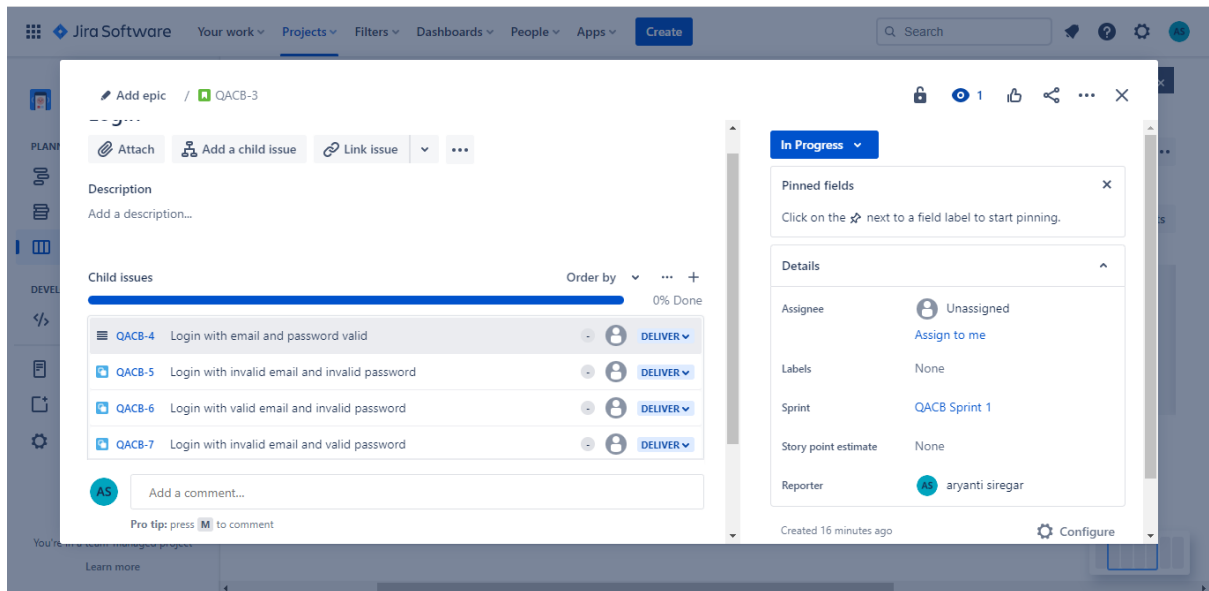 Jira Software Your work Projects Filters Dashboards People Apps Create Search AS
Add epic / QACB-3 1
Login
Attach Add a child issue Link issue
Description
Add a description...
Child issues Order by
0% Done
QACB-4 Login with email and password valid - DELIVER
QACB-5 Login with invalid email and invalid password - DELIVER
QACB-6 Login with valid email and invalid password - DELIVER
QACB-7 Login with invalid email and valid password - DELIVER
AS Add a comment...
Pro tip: press M to comment
In Progress
Pinned fields
Click on the next to a field label to start pinning.
Details
Assignee Unassigned
Assign to me
Labels None
Sprint QACB Sprint 1
Story point estimate None
Reporter AS aryanti siregar
Created 16 minutes ago Configure
PLANN
DEVEL
You're in a team-managed project
Learn more